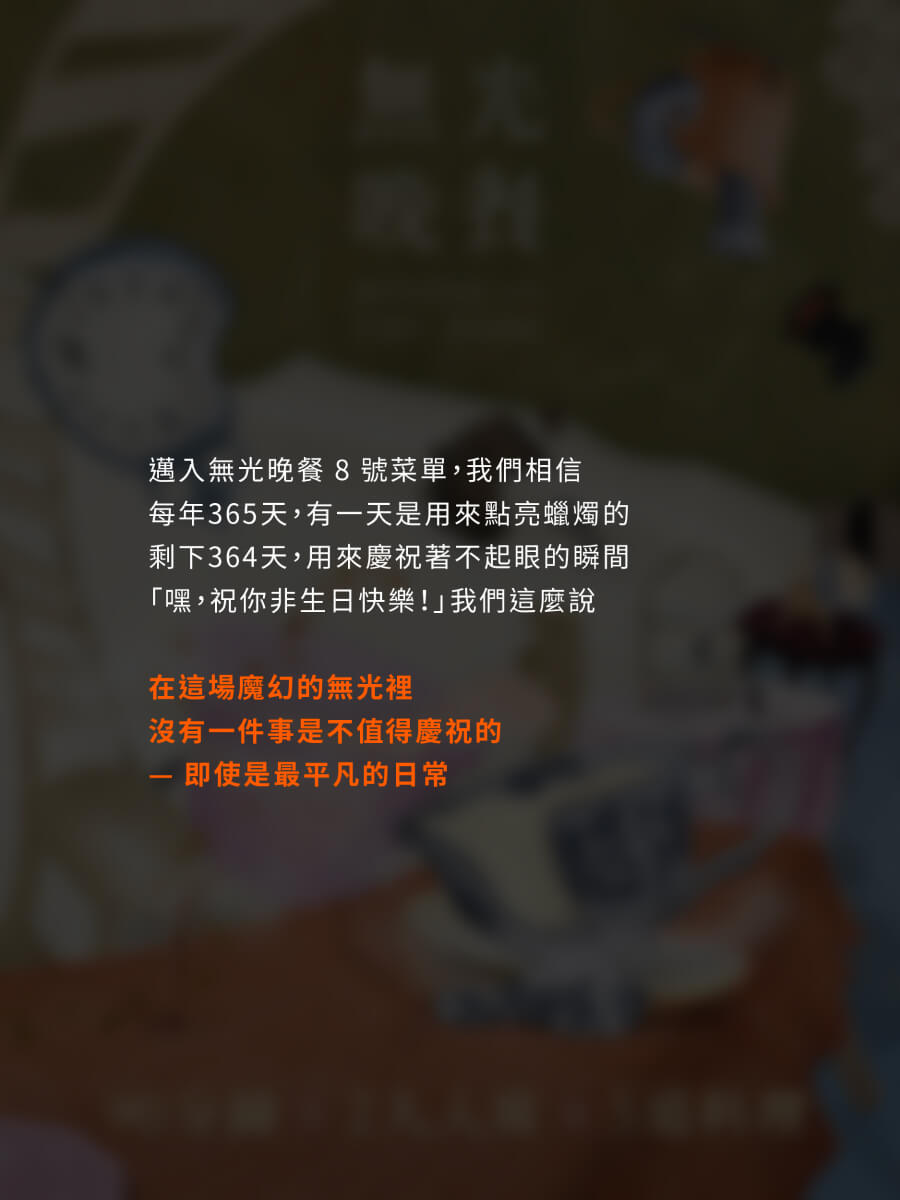 無光
晚餐
邁入無光晚餐 8 號菜單，我們相信
每年365天，有一天是用來點亮蠟燭的
剩下364天，用來慶祝著不起眼的瞬間
「嘿，祝你非生日快樂！」我們這麼說
在這場魔幻的無光裡
沒有一件事是不值得慶祝的
— 即使是最平凡的日常